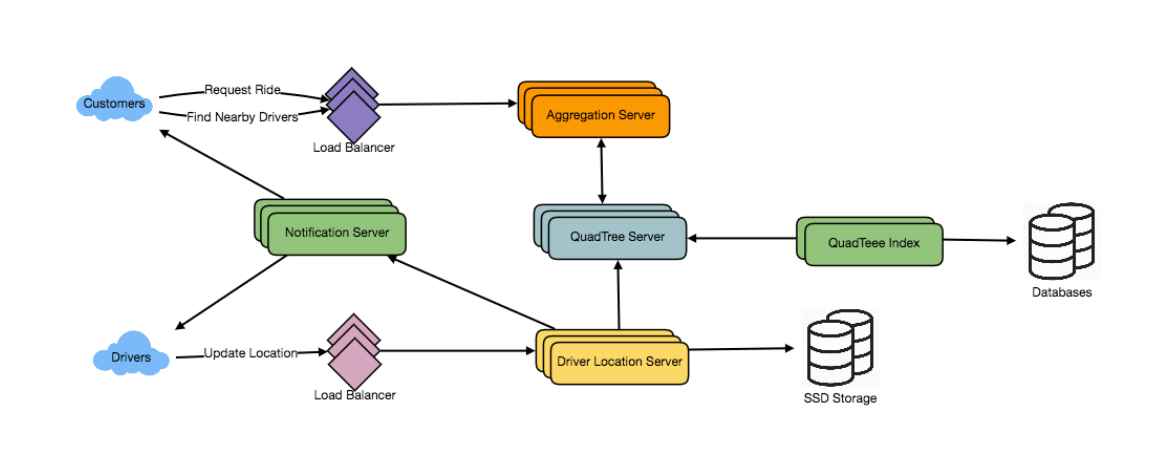 Customers
Request Ride
Find Nearby Drivers
Load Balancer
Aggregation Server
Notification Server
QuadTree Server
QuadTeee Index
Databases
Drivers
Update Location
Load Balancer
Driver Location Server
SSD Storage